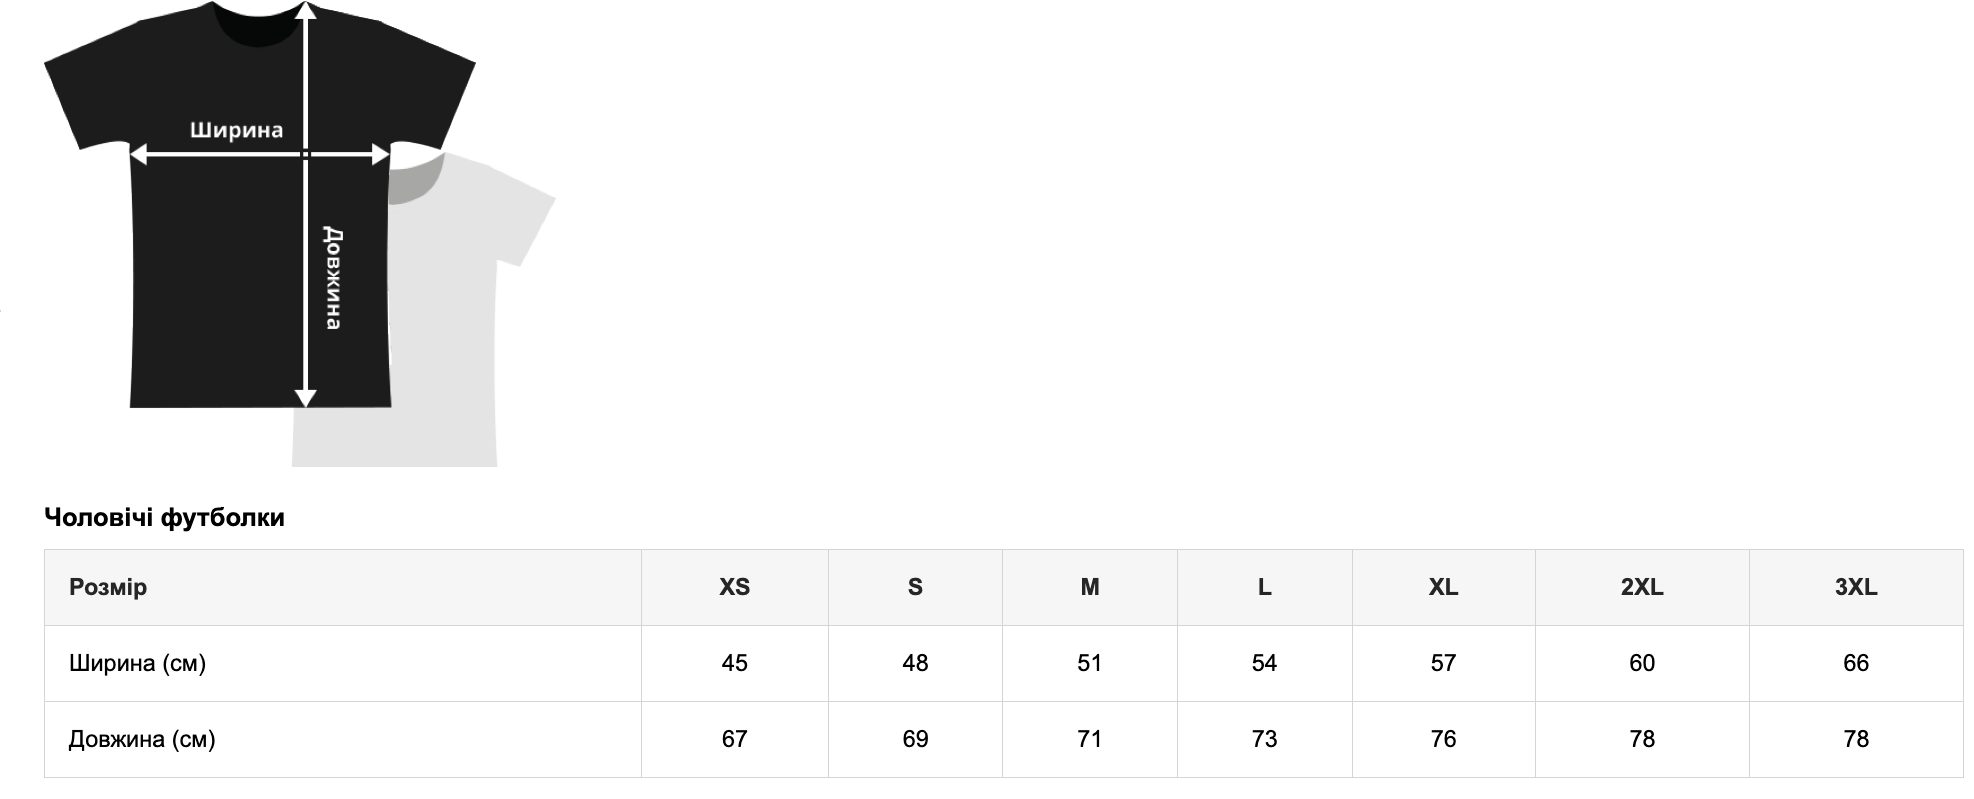 Ширина
Довжина
Чоловічі футболки
Розмір XS S M L XL 2XL 3XL
Ширина (см) 45 48 51 54 57 60 66
Довжина (см) 67 69 71 73 76 78 78